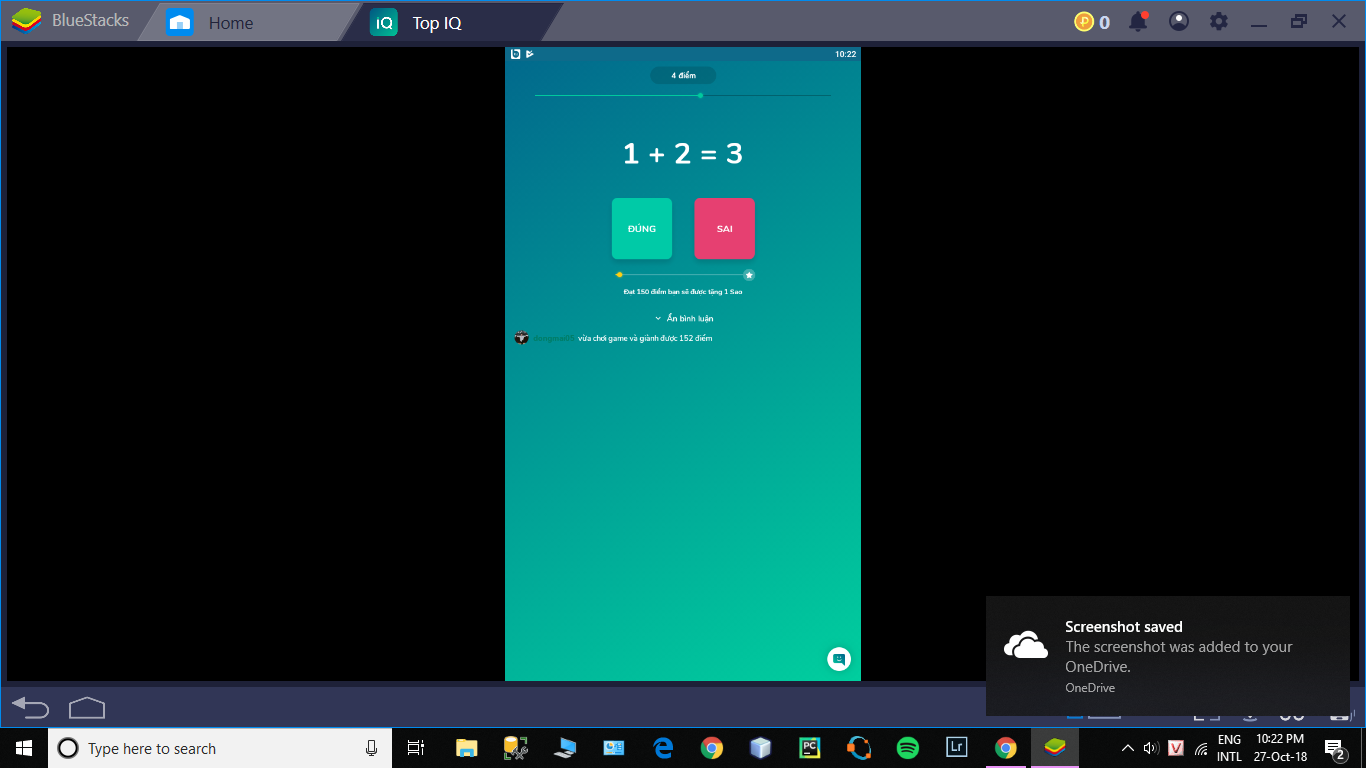 BlueStacks
Home
Top IQ
0
10:22
4 điểm
1 + 2 = 3
ĐÚNG
SAI
Đạt 150 điểm bạn sẽ được tặng 1 Sao
Ẩn bình luận
vừa chơi game và giành được 152 điểm
Screenshot saved
The screenshot was added to your
OneDrive.
OneDrive
Type here to search
PC
Lr
V
ENG
INTL
10:22 PM
27-Oct-18
2